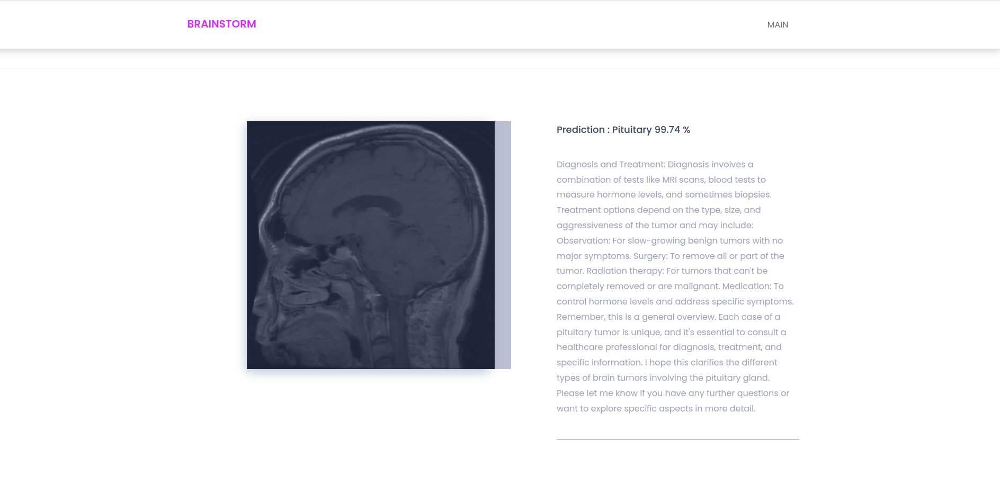 BRAINSTORM
MAIN
Prediction : Pituitary 99.74 %
Diagnosis and Treatment: Diagnosis involves a
combination of tests like MRI scans, blood tests to
measure hormone levels, and sometimes biopsies.
Treatment options depend on the type, size, and
aggressiveness of the tumor and may include:
Observation: For slow-growing benign tumors with no
major symptoms. Surgery: To remove all or part of the
tumor. Radiation therapy: For tumors that can't be
completely removed or are malignant. Medication: To
control hormone levels and address specific symptoms.
Remember, this is a general overview. Each case of a
pituitary tumor is unique, and it's essential to consult a
healthcare professional for diagnosis, treatment, and
specific information. I hope this clarifies the different
types of brain tumors involving the pituitary gland.
Please let me know if you have any further questions or
want to explore specific aspects in more detail.